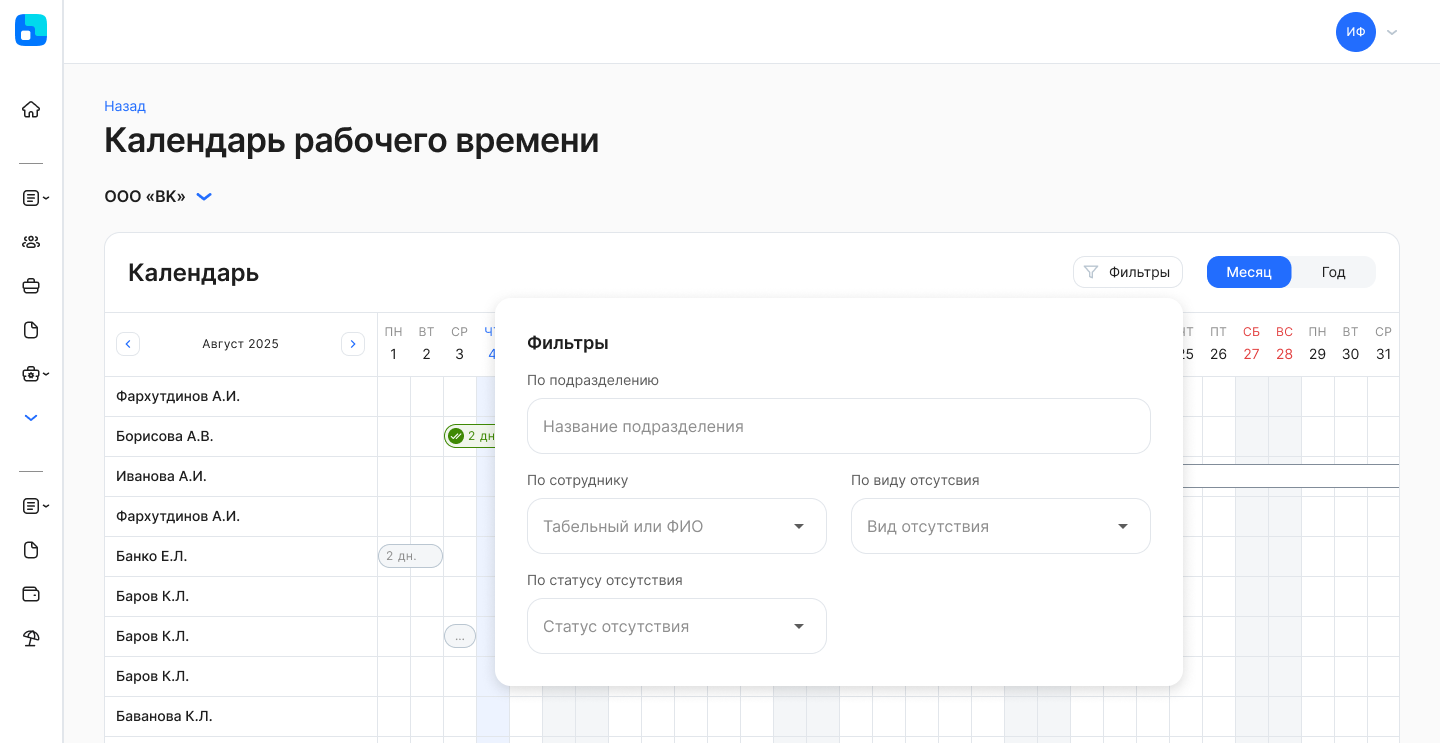 ИФ
Назад
Календарь рабочего времени
ООО «ВК»
Календарь
Фильтры
Месяц Год
Август 2025
ПН ВТ СР ПТ СБ ВС ПН ВТ СР
1 2 3 4 25 26 27 28 29 30 31
Фильтры
По подразделению
Название подразделения
По сотруднику По виду отсутсвия
Табельный или ФИО Вид отсутствия
По статусу отсутствия
Статус отсутствия
Фархутдинов А.И.
Борисова А.В. 2 дн
Иванова А.И.
Фархутдинов А.И.
Банко Е.Л. 2 дн.
Баров К.Л.
Баров К.Л. ...
Баров К.Л.
Баванова К.Л.